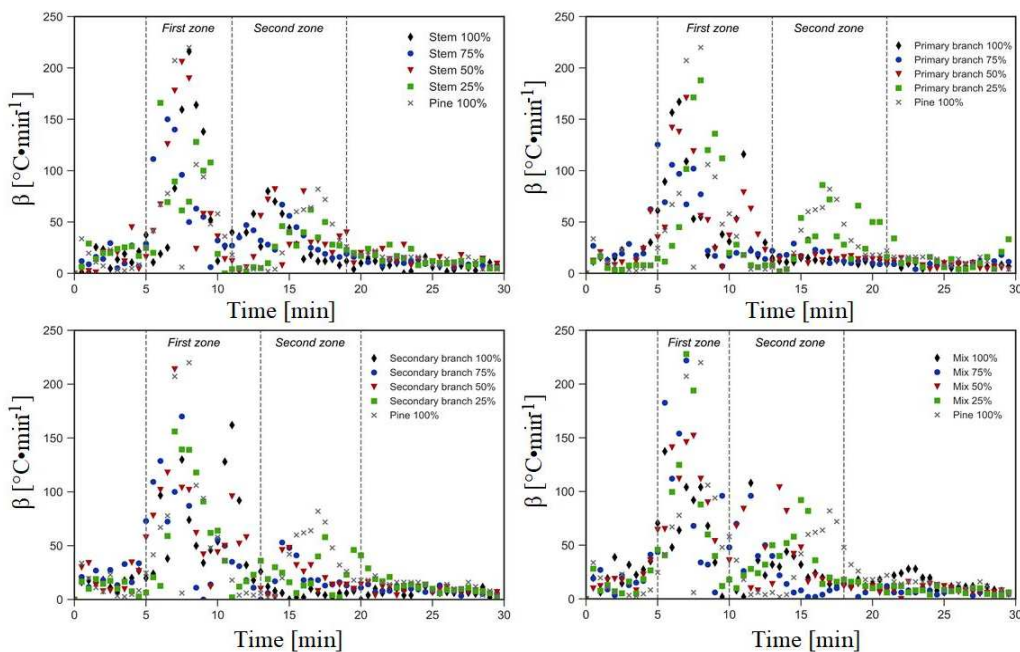 250
200
150
100
50
0
β [°C•min⁻¹]
First zone
Second zone
Stem 100%
Stem 75%
Stem 50%
Stem 25%
Pine 100%
0 5 10 15 20 25 30
Time [min]
250
200
150
100
50
0
β [°C•min⁻¹]
First zone
Second zone
Primary branch 100%
Primary branch 75%
Primary branch 50%
Primary branch 25%
Pine 100%
0 5 10 15 20 25 30
Time [min]
250
200
150
100
50
0
β [°C•min⁻¹]
First zone
Second zone
Secondary branch 100%
Secondary branch 75%
Secondary branch 50%
Secondary branch 25%
Pine 100%
0 5 10 15 20 25 30
Time [min]
250
200
150
100
50
0
β [°C•min⁻¹]
First zone
Second zone
Mix 100%
Mix 75%
Mix 50%
Mix 25%
Pine 100%
0 5 10 15 20 25 30
Time [min]